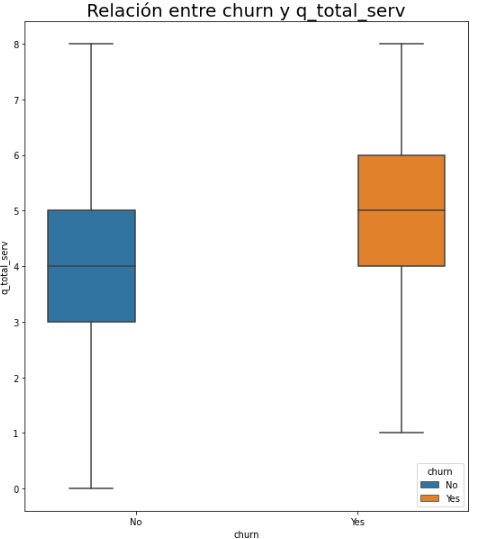 Relación entre churn y q_total_serv
8
7
6
5
4
3
2
1
0
q_total_serv
No
Yes
churn
churn
No
Yes